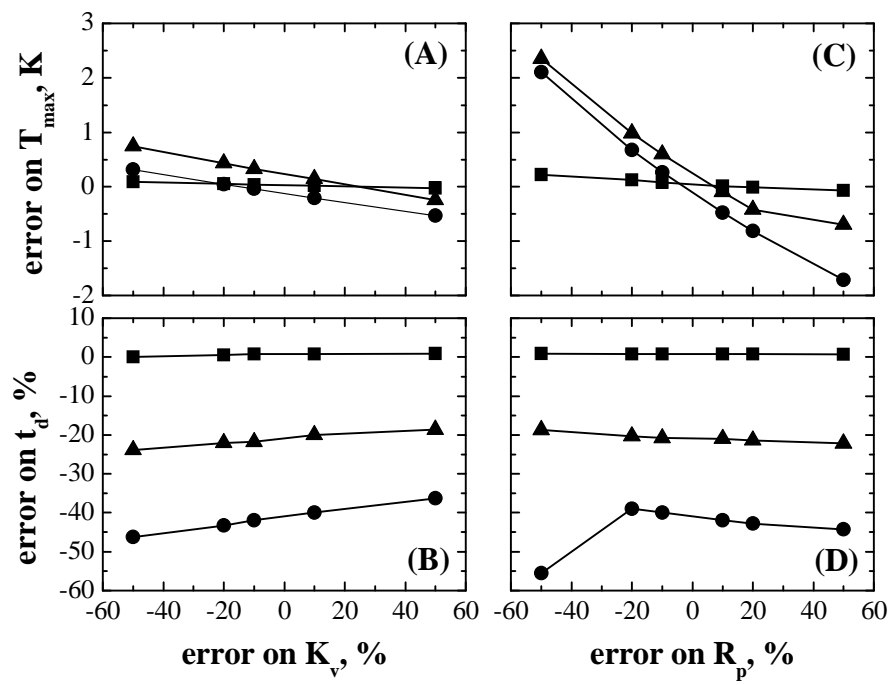 3
2
1
0
-1
-2
error on T_max, K
(A)
(C)
10
0
-10
-20
-30
-40
-50
-60
error on t_d, %
(B)
(D)
-60 -40 -20 0 20 40 60
-60 -40 -20 0 20 40 60
error on K_v, %
error on R_p, %